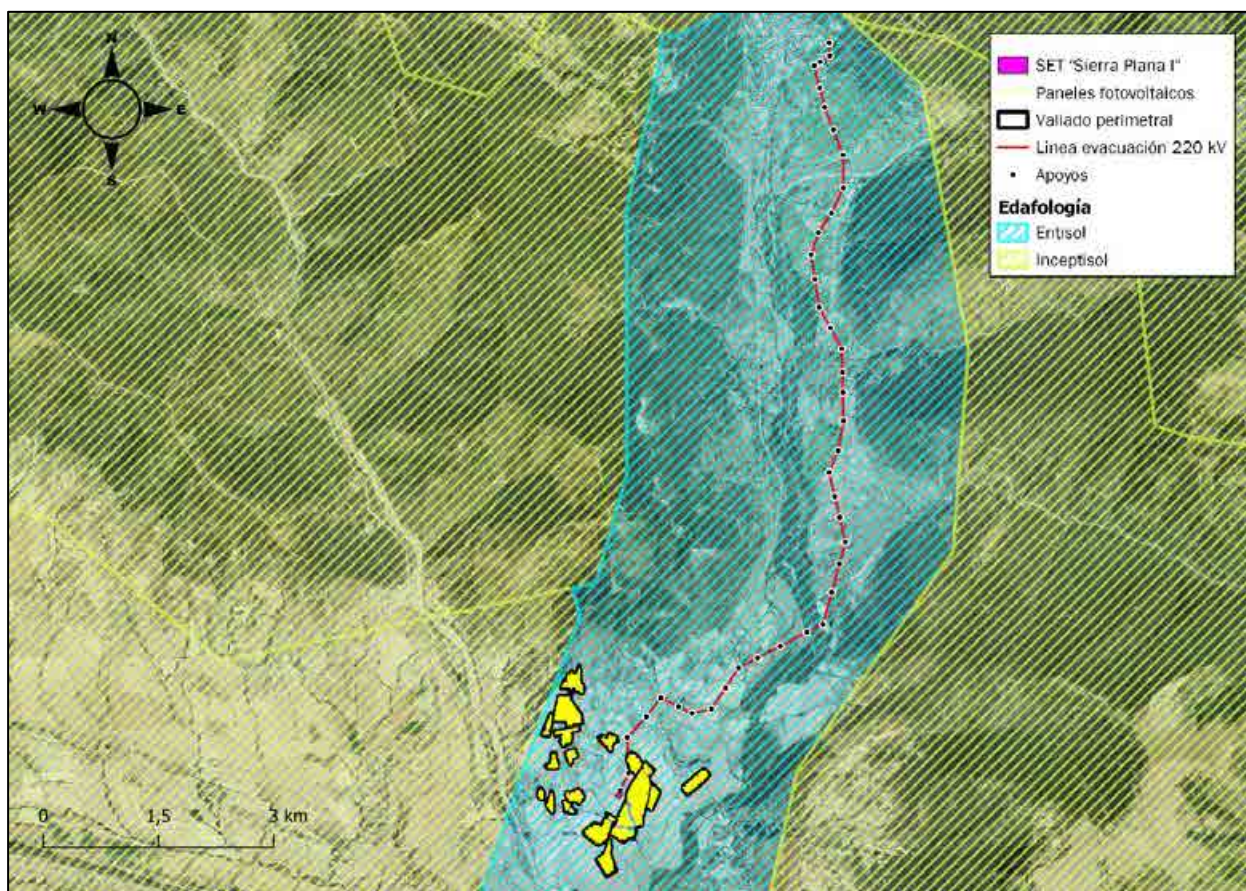 N
W E
S
SET "Sierra Plana I"
Paneles fotovoltaicos
Vallado perimetral
Linea evacuación 220 kV
Apoyos
Edafología
Entisol
Inceptisol
0 1,5 3 km